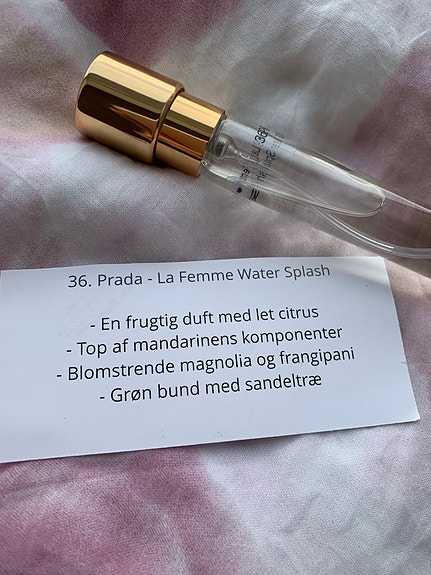 36. Prada - La Femme Water Splash
- En frugtig duft med let citrus
- Top af mandarinens komponenter
- Blomstrende magnolia og frangipani
- Grøn bund med sandeltræ